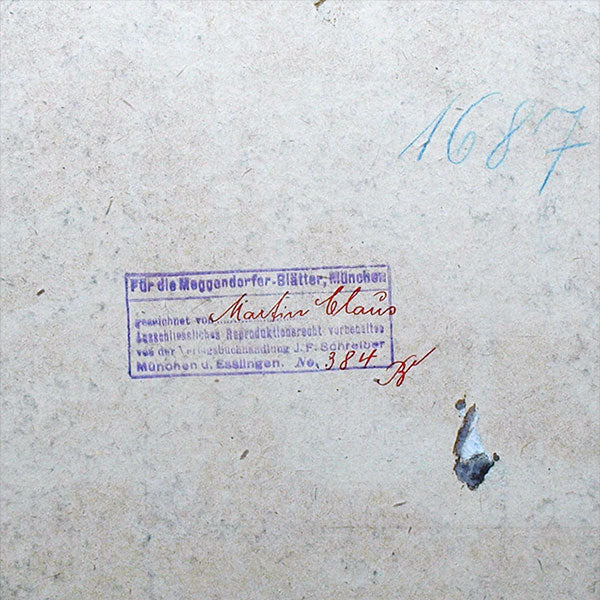 1687
Für die Meggendorfer-Blätter, München
gezeichnet von Martin Claus
Ausschliessliches Reproduktionsrecht vorbehalten
von der Verlagsbuchhandlung J. F. Schreiber
München u. Esslingen. No. 384